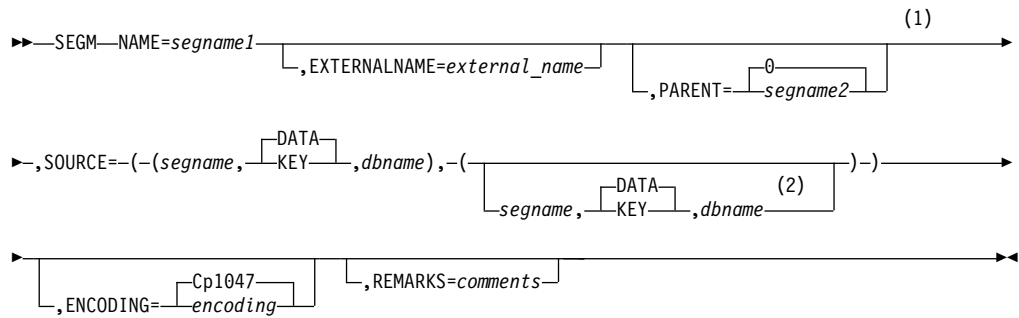 (1)
SEGM NAME=segname1
,EXTERNALNAME=external_name
,PARENT=
0
segname2
,SOURCE= ( (segname,
DATA
KEY
,dbname), (
segname,
DATA
KEY
,dbname
(2)
) )
,ENCODING=
Cp1047
encoding
,REMARKS=comments